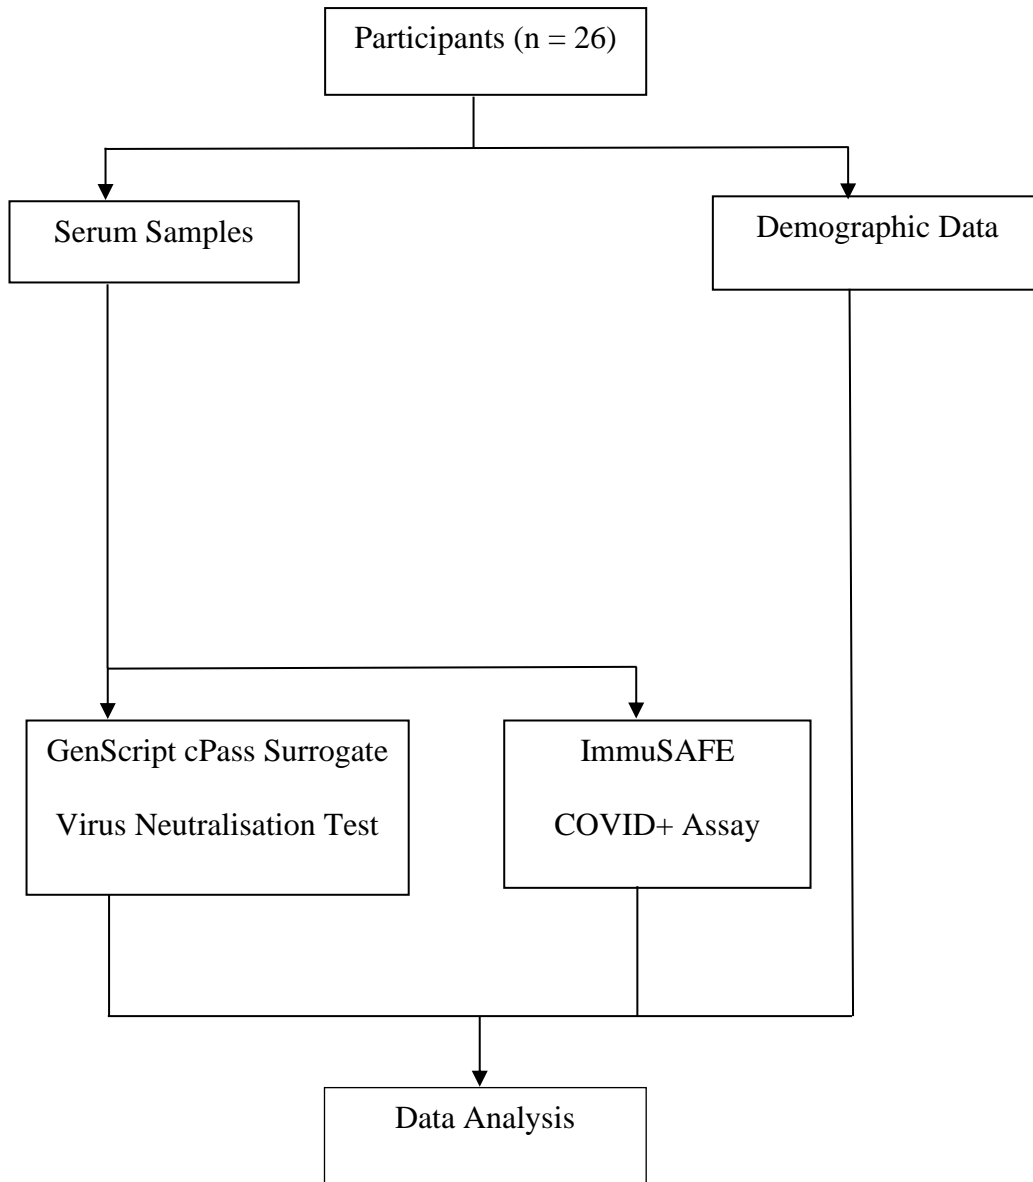 Participants (n = 26)
Serum Samples
Demographic Data
GenScript cPass Surrogate
Virus Neutralisation Test
ImmuSAFE
COVID+ Assay
Data Analysis